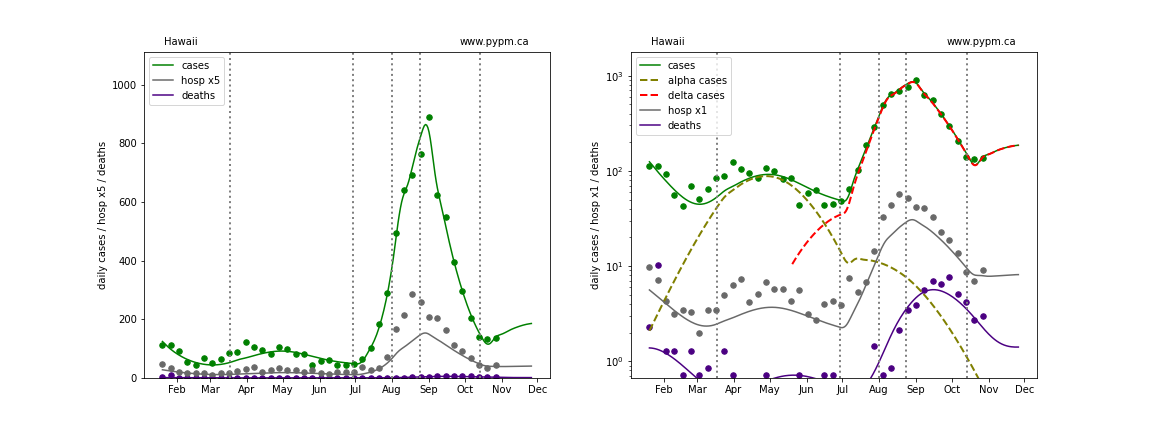 Hawaii www.pypm.ca
cases
hosp x5
deaths
daily cases / hosp x5 / deaths
1000
800
600
400
200
0
Feb Mar Apr May Jun Jul Aug Sep Oct Nov Dec
Hawaii www.pypm.ca
cases
alpha cases
delta cases
hosp x1
deaths
daily cases / hosp x1 / deaths
10³
10²
10¹
10⁰
Feb Mar Apr May Jun Jul Aug Sep Oct Nov Dec